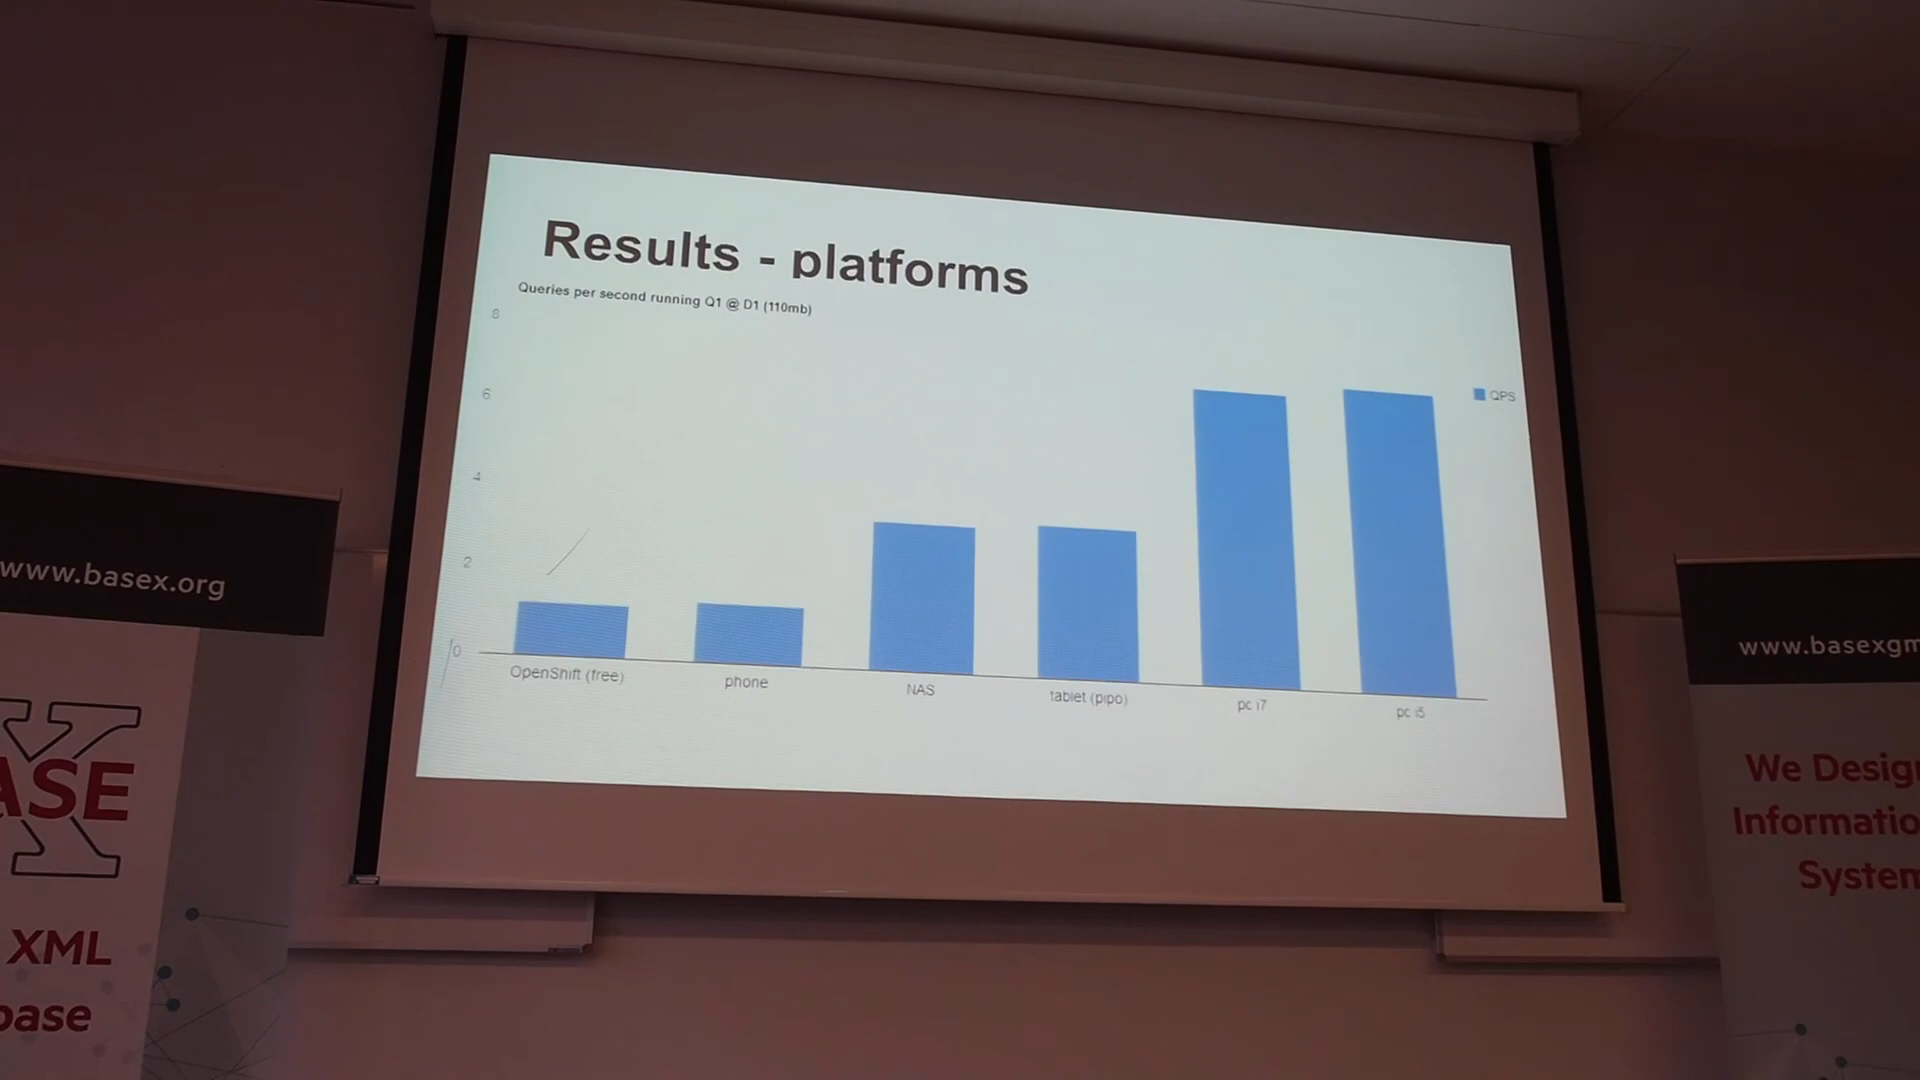 Results - platforms
Queries per second running Q1 @ D1 (110mb)
8
6
4
2
0
QPS
OpenShift (free)
phone
NAS
tablet (pipo)
pc i7
pc i5
www.basex.org
X
ASE
XML
base
www.basexgm
We Design
Informatio
System